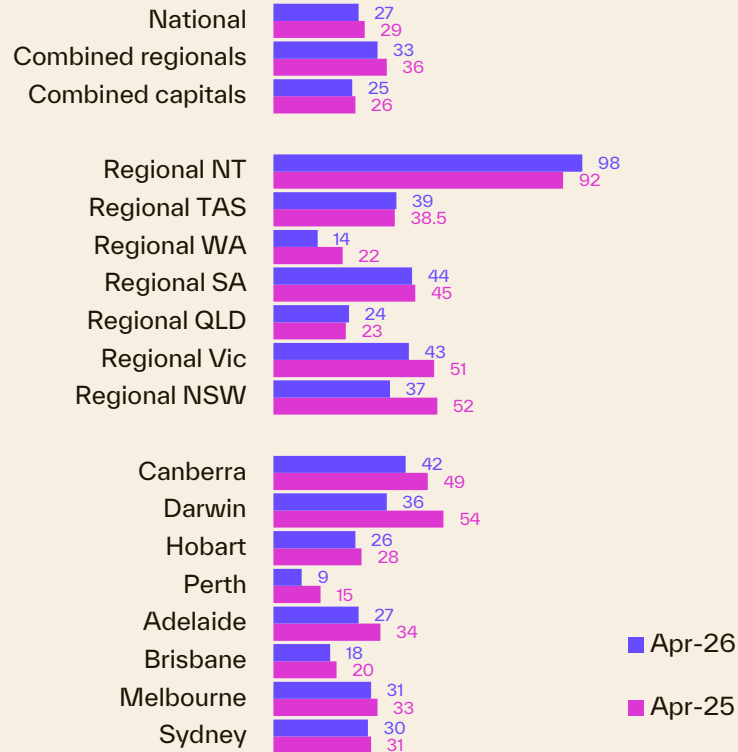 National 27
29
Combined regionals 33
36
Combined capitals 25
26
Regional NT 98
92
Regional TAS 39
38.5
Regional WA 14
22
Regional SA 44
45
Regional QLD 24
23
Regional Vic 43
51
Regional NSW 37
52
Canberra 42
49
Darwin 36
54
Hobart 26
28
Perth 9
15
Adelaide 27
34
Brisbane 18
20
Melbourne 31
33
Sydney 30
31
Apr-26
Apr-25